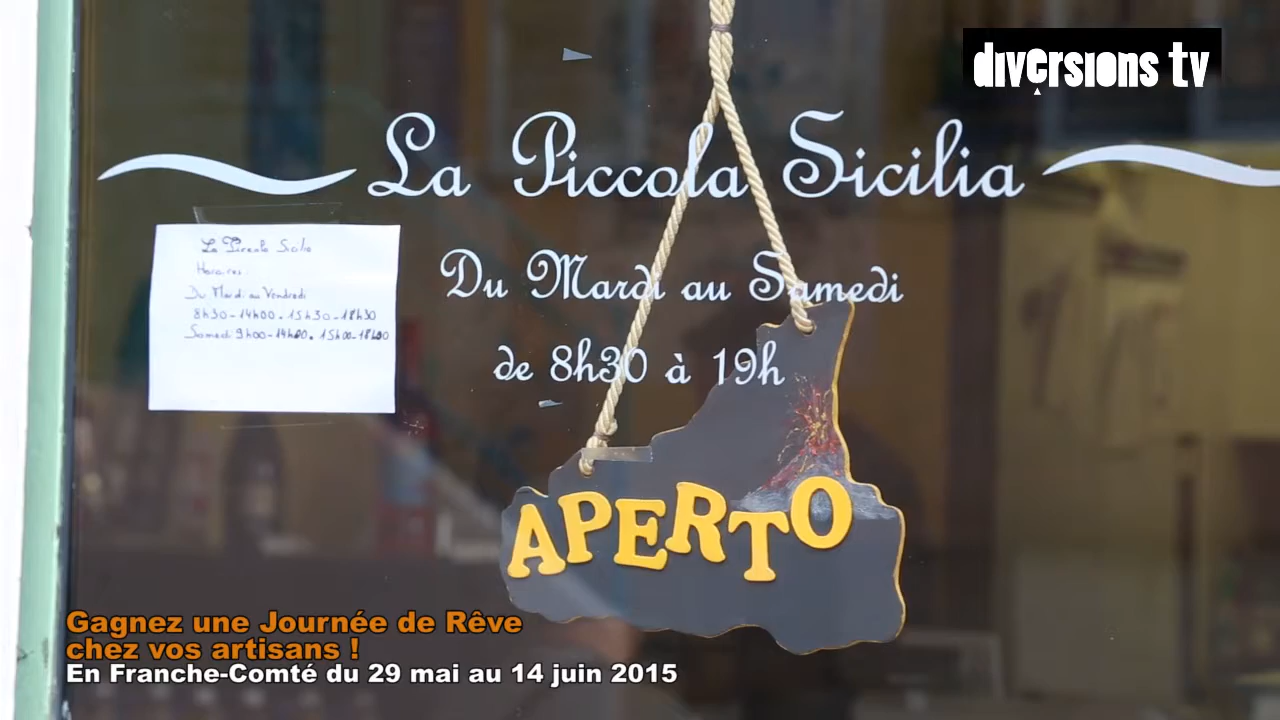 diversions tv
La Piccola Sicilia
Du Mardi au Samedi
de 8h30 à 19h
La Piccola Sicilia
Horaires:
Du Mardi au Vendredi
8h30-14h00. 15h30-18h30
Samedi 9h00-14h00. 15h00-18h00
APERTO
Gagnez une Journée de Rêve
chez vos artisans !
En Franche-Comté du 29 mai au 14 juin 2015